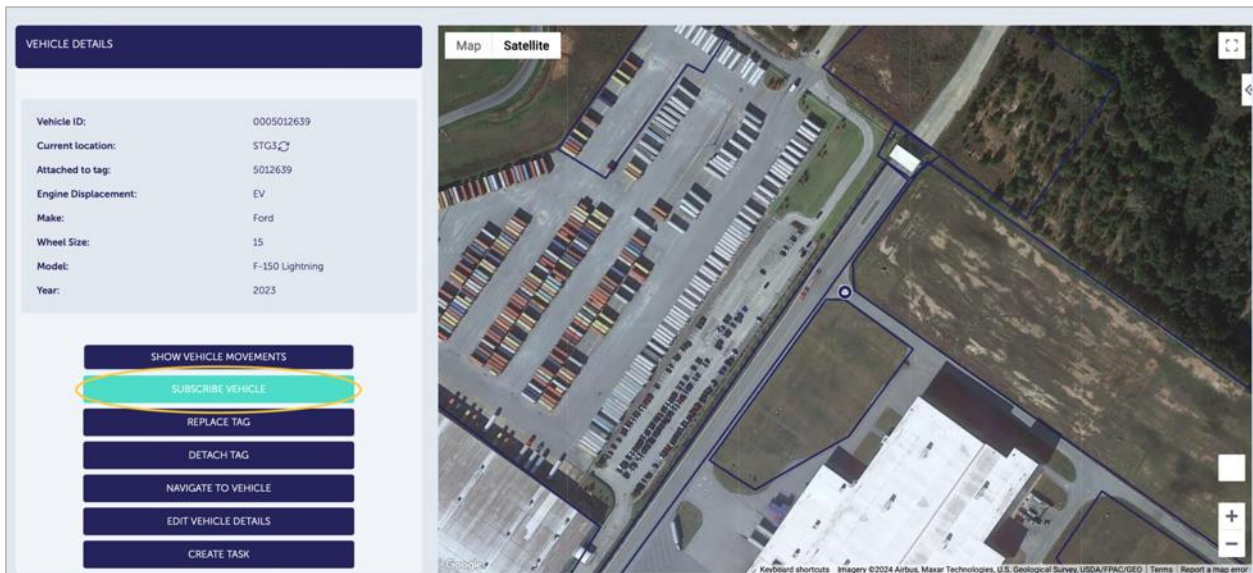 VEHICLE DETAILS
Vehicle ID: 0005012639
Current location: STG3
Attached to tag: 5012639
Engine Displacement: EV
Make: Ford
Wheel Size: 15
Model: F-150 Lightning
Year: 2023
SHOW VEHICLE MOVEMENTS
SUBSCRIBE VEHICLE
REPLACE TAG
DETACH TAG
NAVIGATE TO VEHICLE
EDIT VEHICLE DETAILS
CREATE TASK
Map Satellite
Google
Keyboard shortcuts Imagery ©2024 Airbus, Maxar Technologies, U.S. Geological Survey, USDA/FPAC/GEO Terms Report a map error